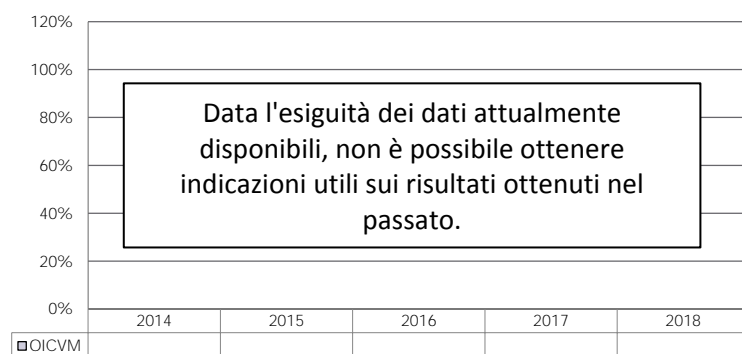 120%
100%
80%
60%
40%
20%
0%
Data l'esiguità dei dati attualmente
disponibili, non è possibile ottenere
indicazioni utili sui risultati ottenuti nel
passato.
2014 2015 2016 2017 2018
OICVM